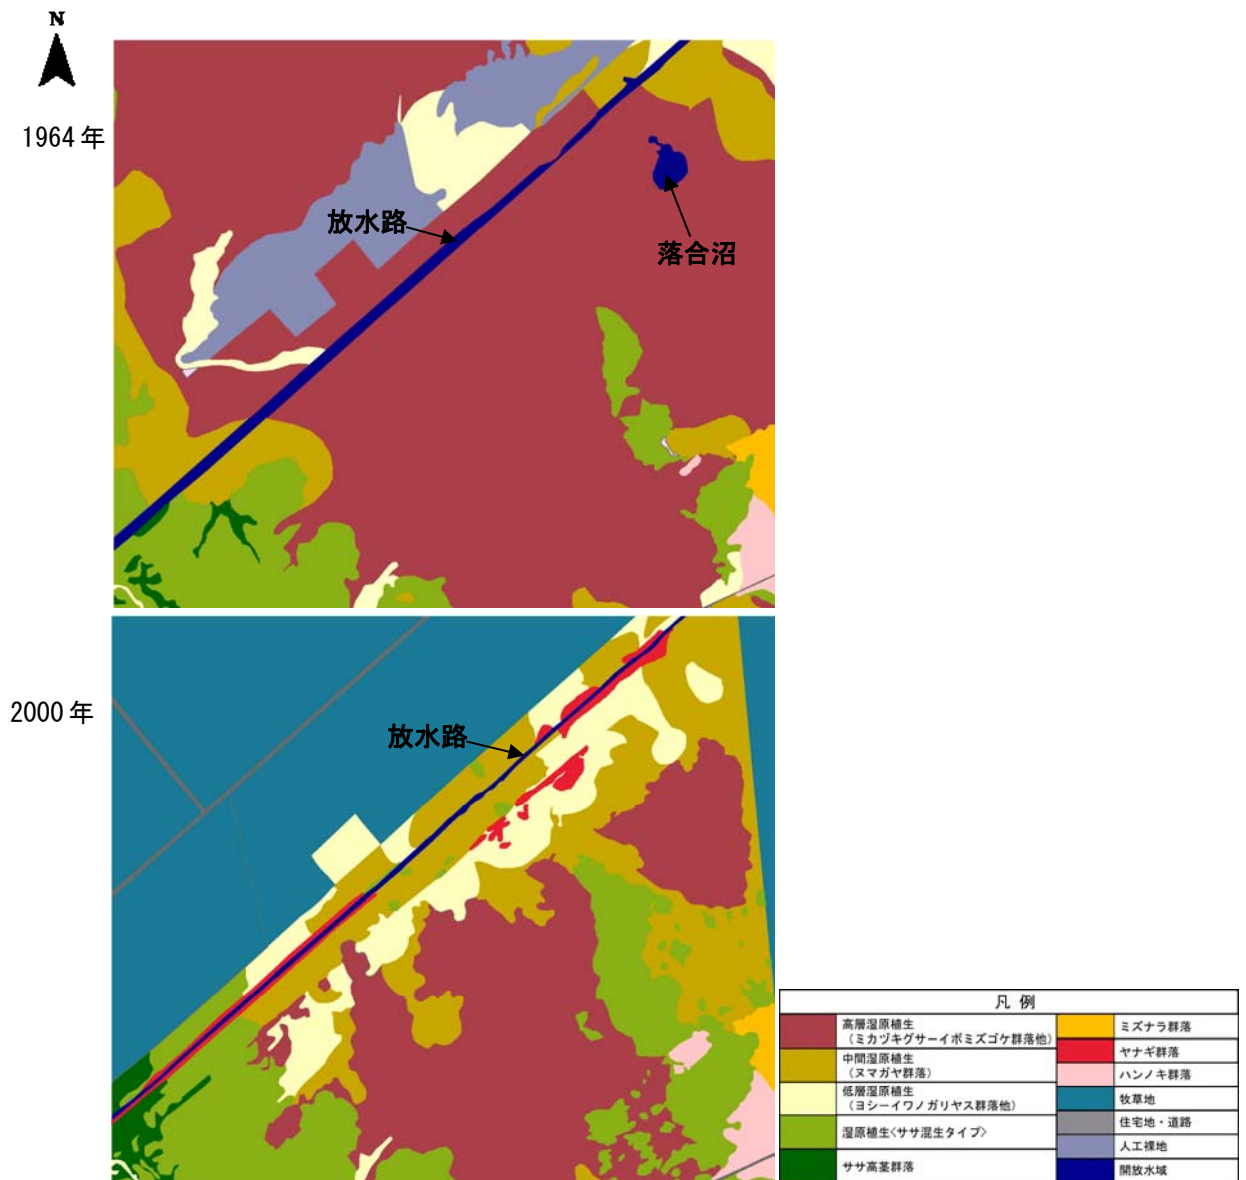 N
1964年
放水路
落合沼
2000年
放水路
凡例
高層湿原植生
(ミカヅキグサーイボミズゴケ群落他)
中間湿原植生
(ヌマガヤ群落)
低層湿原植生
(ヨシーイワノガリヤス群落他)
湿原植生<ササ混生タイプ>
ササ高茎群落
ミズナラ群落
ヤナギ群落
ハンノキ群落
牧草地
住宅地・道路
人工裸地
開放水域